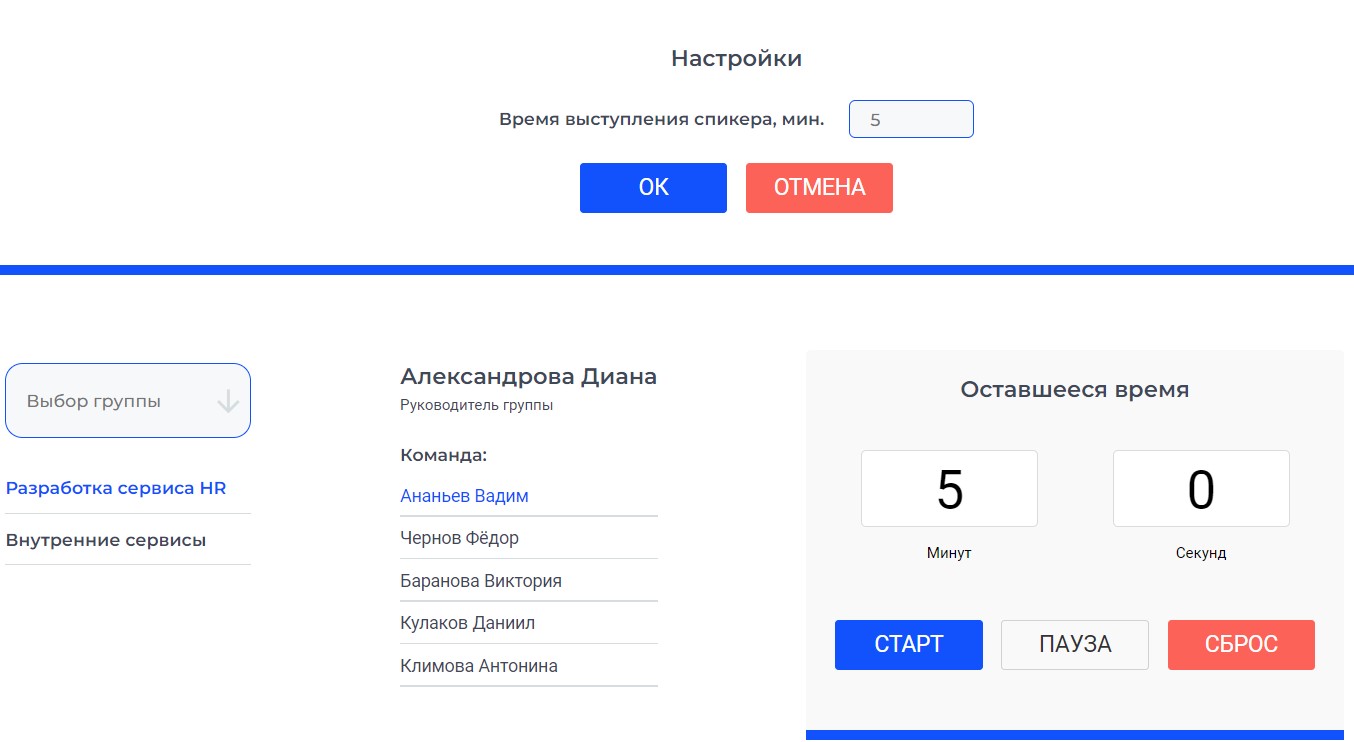 Настройки
Время выступления спикера, мин. 5
ОК ОТМЕНА
Выбор группы
Разработка сервиса HR
Внутренние сервисы
Александрова Диана
Руководитель группы
Команда:
Ананьев Вадим
Чернов Фёдор
Баранова Виктория
Кулаков Даниил
Климова Антонина
Оставшееся время
5 0
Минут Секунд
СТАРТ ПАУЗА СБРОС